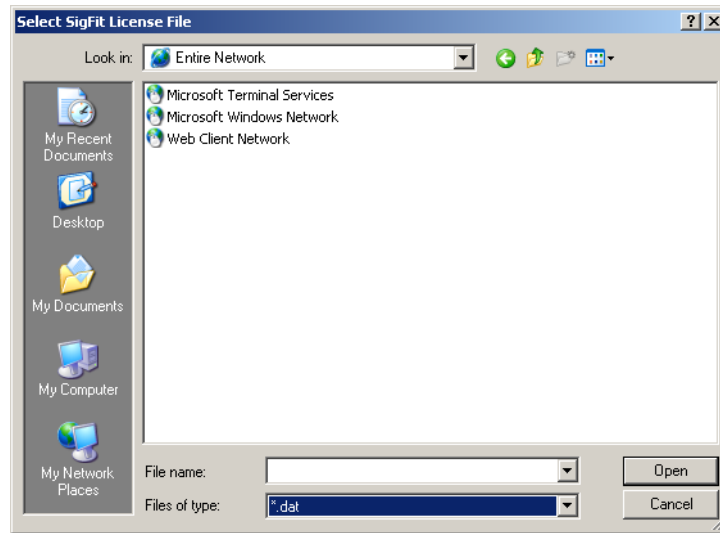 Select SigFit License File
Look in: Entire Network
Microsoft Terminal Services
Microsoft Windows Network
Web Client Network
My Recent
Documents
Desktop
My Documents
My Computer
My Network
Places
File name:
Open
Files of type: *.dat
Cancel